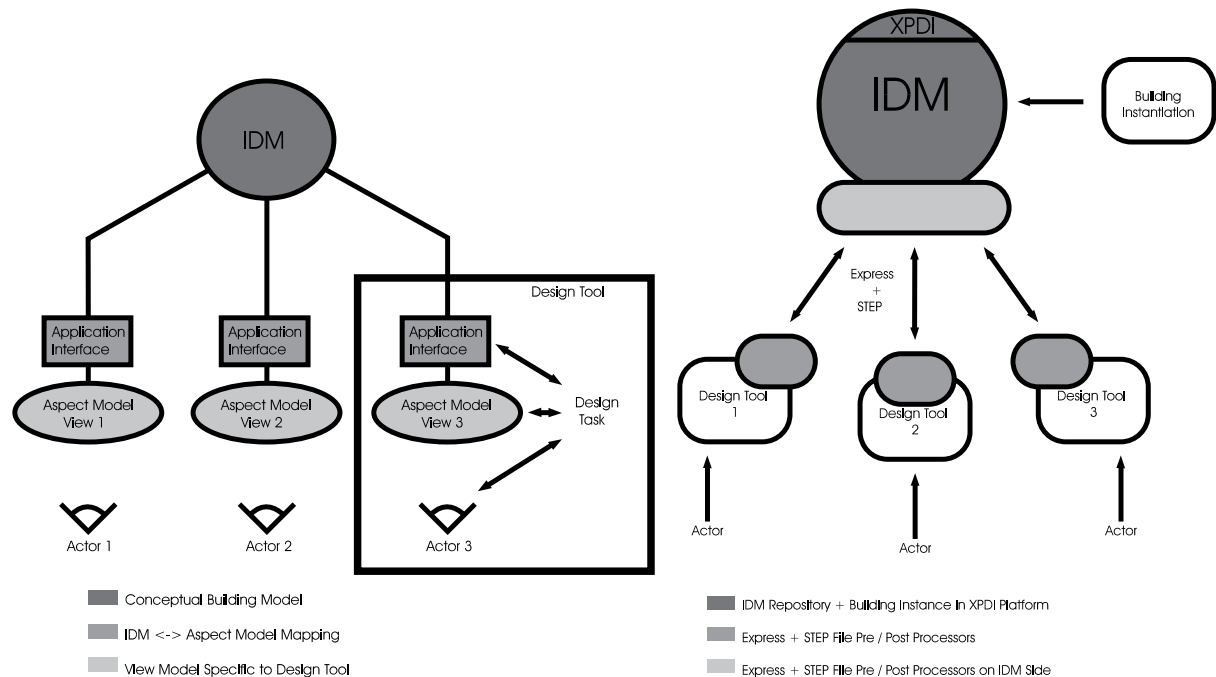 IDM
Application
Interface
Aspect Model
View 1
Actor 1
Application
Interface
Aspect Model
View 2
Actor 2
Design Tool
Application
Interface
Aspect Model
View 3
Design
Task
Actor 3
Conceptual Building Model
IDM <-> Aspect Model Mapping
View Model Specific to Design Tool
XPDI
IDM
Building
Instantiation
Express
+
STEP
Design Tool
1
Design Tool
2
Design Tool
3
Actor
Actor
Actor
IDM Repository + Building Instance in XPDI Platform
Express + STEP File Pre / Post Processors
Express + STEP File Pre / Post Processors on IDM Side